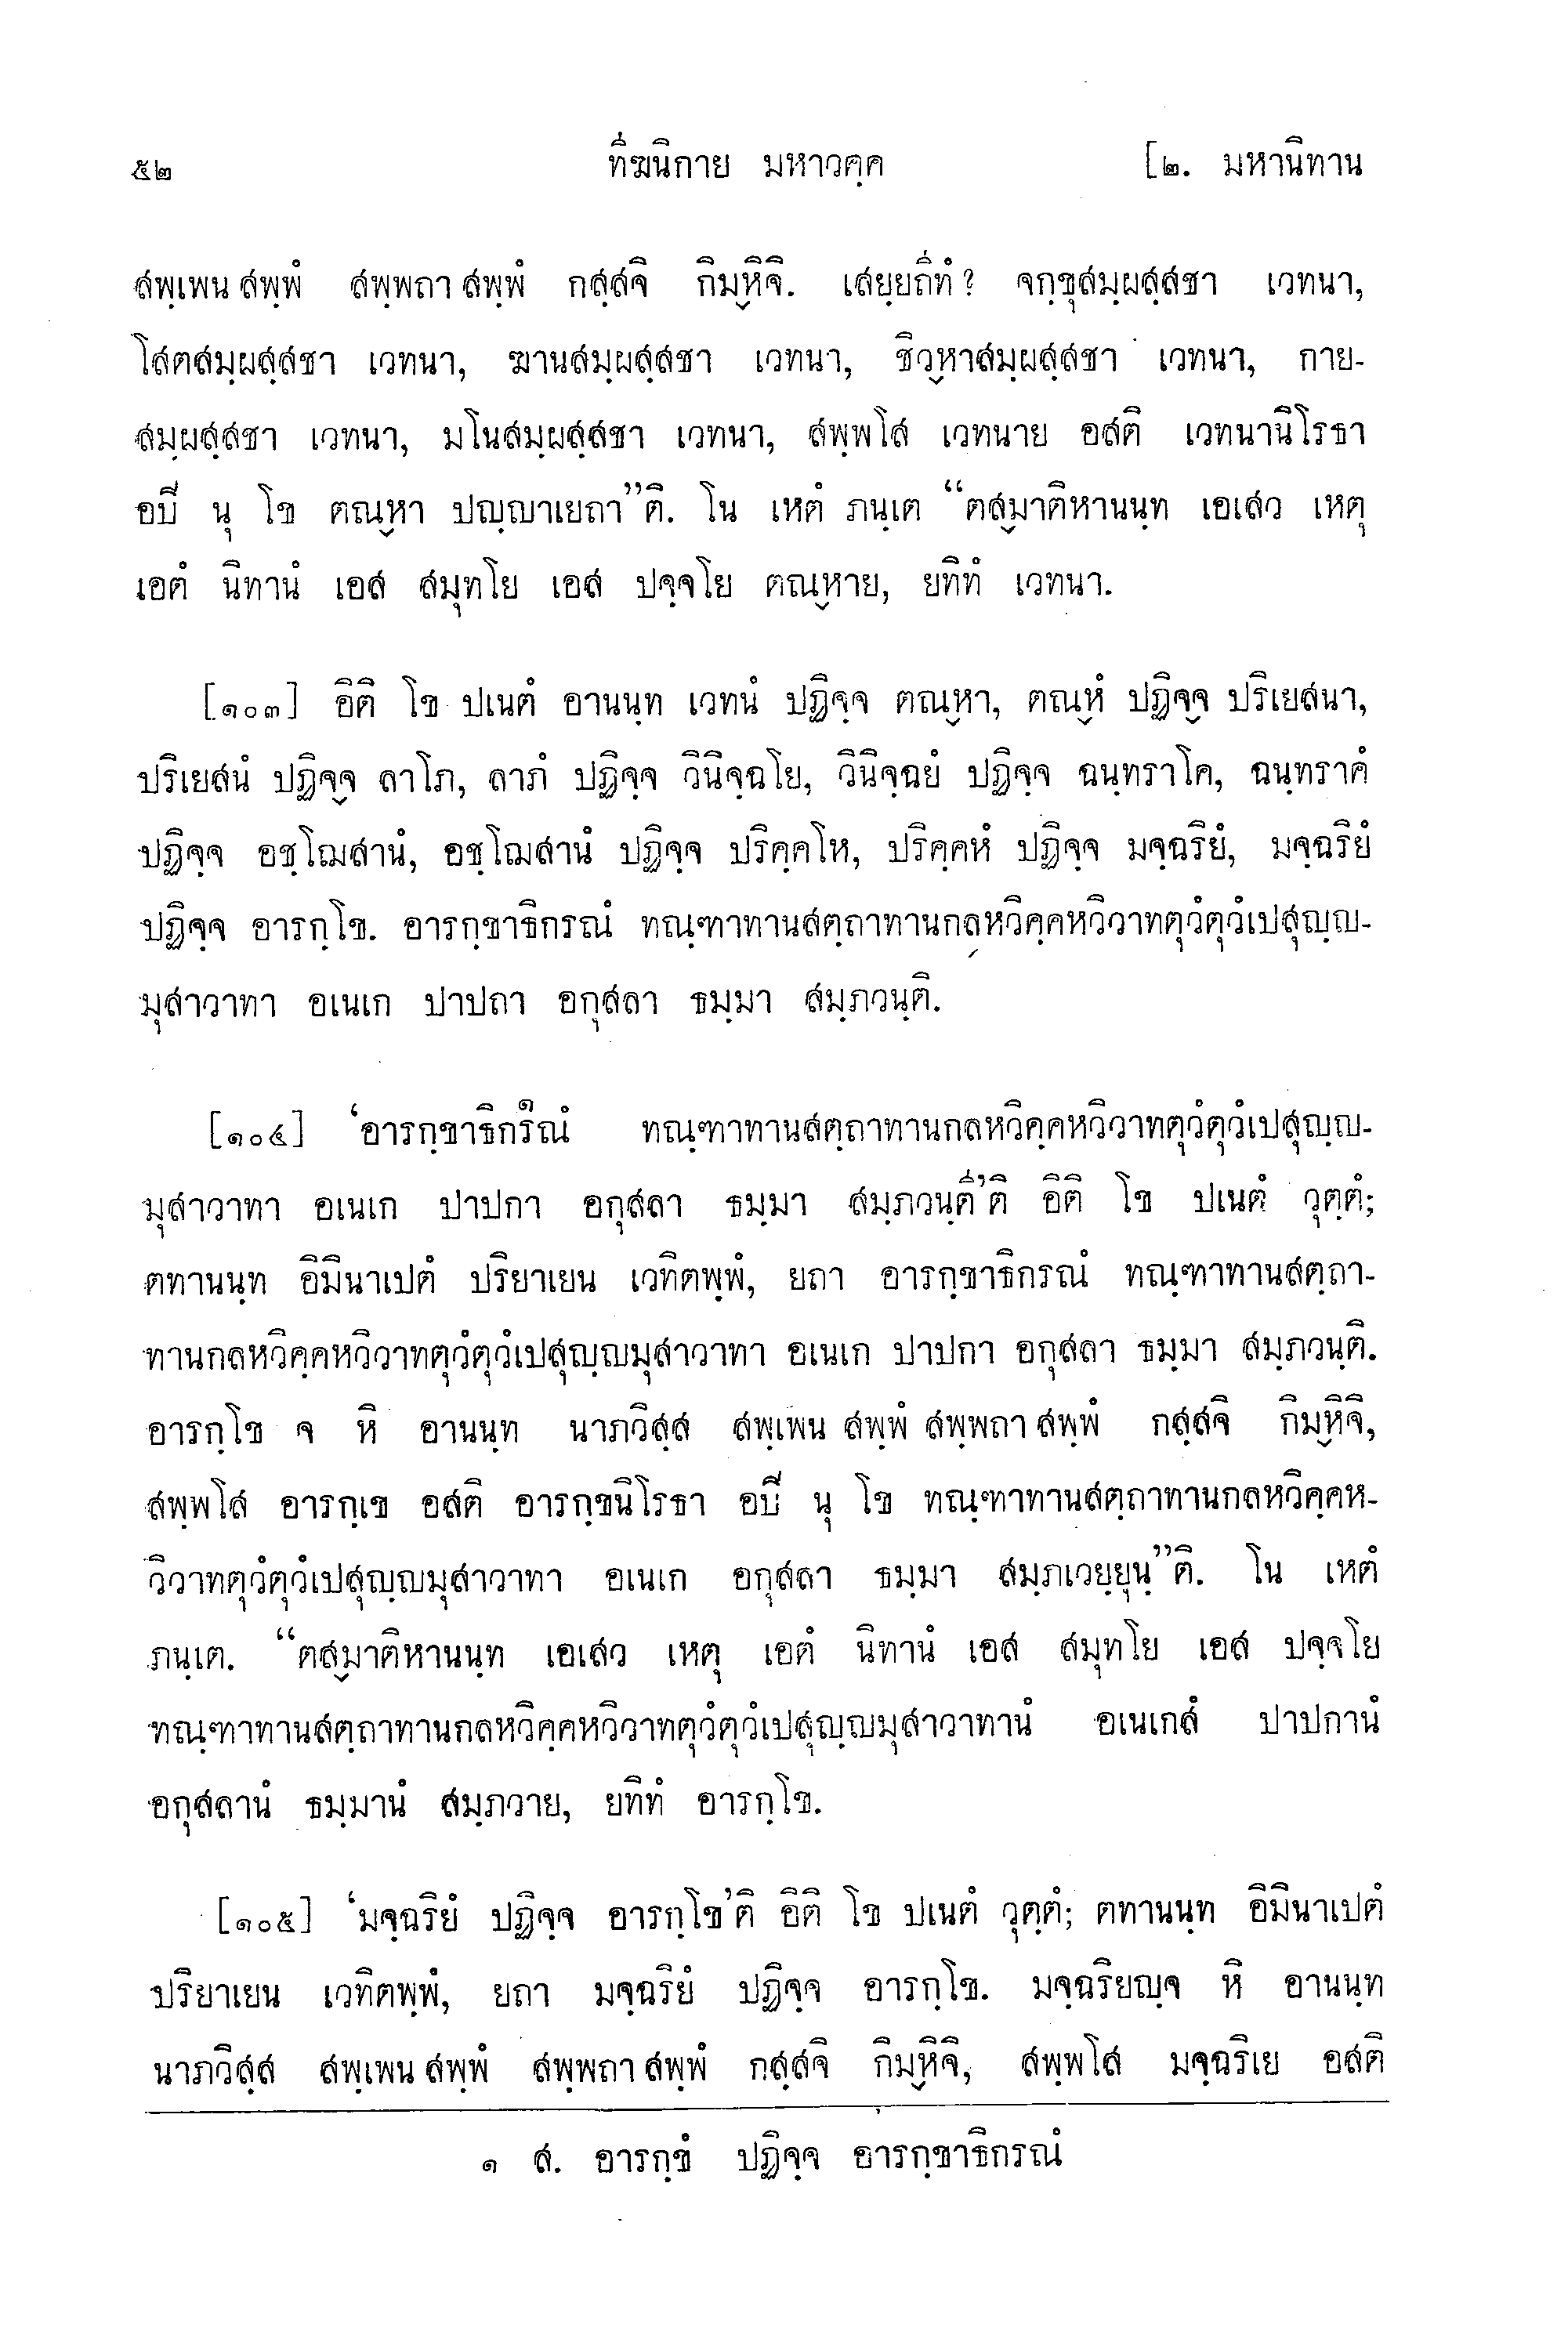 ๕๒ ทีฆนิกาย มหาวคฺค [๒. มหานิทาน
สพฺเพน สพฺพํ สพฺพถา สพฺพํ กสฺสจิ กิมฺหิจิ. เสยฺยถิทํ? จกฺขุสมฺผสฺสชา เวทนา,
โสตสมฺผสฺสชา เวทนา, ฆานสมฺผสฺสชา เวทนา, ชิวฺหาสมฺผสฺสชา เวทนา, กาย-
สมฺผสฺสชา เวทนา, มโนสมฺผสฺสชา เวทนา, สพฺพโส เวทนาย อสติ เวทนานิโรธา
อปิ นุ โข ตณฺหา ปญฺญาเยถา”ติ. โน เหตํ ภนฺเต “ตสฺมาติหานนฺท เอเสว เหตุ
เอตํ นิทานํ เอส สมุทโย เอส ปจฺจโย ตณฺหาย, ยทิทํ เวทนา.
[๑๐๓] อิติ โข ปเนตํ อานนฺท เวทนํ ปฏิจฺจ ตณฺหา, ตณฺหํ ปฏิจฺจ ปริเยสนา,
ปริเยสนํ ปฏิจฺจ ลาโภ, ลาภํ ปฏิจฺจ วินิจฺฉโย, วินิจฺฉยํ ปฏิจฺจ ฉนฺทราโค, ฉนฺทราคํ
ปฏิจฺจ อชฺโฌสานํ, อชฺโฌสานํ ปฏิจฺจ ปริคฺคโห, ปริคฺคหํ ปฏิจฺจ มจฺฉริยํ, มจฺฉริยํ
ปฏิจฺจ อารกฺโข. อารกฺขาธิกรณํ ทณฺฑาทานสตฺถาทานกลหวิคฺคหวิวาทตุวํตุวํเปสุญฺญ-
มุสาวาทา อเนเก ปาปถา อกุสลา ธมฺมา สมฺภวนฺติ.
[๑๐๔] ‘อารกฺขาธิกรณํ๑ ทณฺฑาทานสตฺถาทานกลหวิคฺคหวิวาทตุวํตุวํเปสุญฺญ-
มุสาวาทา อเนเก ปาปกา อกุสลา ธมฺมา สมฺภวนฺตี’ติ อิติ โข ปเนตํ วุตฺตํ;
ตทานนฺท อิมินาเปตํ ปริยาเยน เวทิตพฺพํ, ยถา อารกฺขาธิกรณํ ทณฺฑาทานสตฺถา-
ทานกลหวิคฺคหวิวาทตุวํตุวํเปสุญฺญมุสาวาทา อเนเก ปาปกา อกุสลา ธมฺมา สมฺภวนฺติ.
อารกฺโข จ หิ อานนฺท นาภวิสฺส สพฺเพน สพฺพํ สพฺพถา สพฺพํ กสฺสจิ กิมฺหิจิ,
สพฺพโส อารกฺเข อสติ อารกฺขนิโรธา อปิ นุ โข ทณฺฑาทานสตฺถาทานกลหวิคฺคห-
วิวาทตุวํตุวํเปสุญฺญมุสาวาทา อเนเก อกุสลา ธมฺมา สมฺภเวยฺยุนฺ”ติ. โน เหตํ
ภนฺเต. “ตสฺมาติหานนฺท เอเสว เหตุ เอตํ นิทานํ เอส สมุทโย เอส ปจฺจโย
ทณฺฑาทานสตฺถาทานกลหวิคฺคหวิวาทตุวํตุวํเปสุญฺญมุสาวาทานํ อเนเกสํ ปาปกานํ
อกุสลานํ ธมฺมานํ สมฺภวาย, ยทิทํ อารกฺโข.
[๑๐๕] ‘มจฺฉริยํ ปฏิจฺจ อารกฺโข’ติ อิติ โข ปเนตํ วุตฺตํ; ตทานนฺท อิมินาเปตํ
ปริยาเยน เวทิตพฺพํ, ยถา มจฺฉริยํ ปฏิจฺจ อารกฺโข. มจฺฉริยญฺจ หิ อานนฺท
นาภวิสฺส สพฺเพน สพฺพํ สพฺพถา สพฺพํ กสฺสจิ กิมฺหิจิ, สพฺพโส มจฺฉริเย อสติ
๑ ส. อารกฺขํ ปฏิจฺจ อารกฺขาธิกรณํ